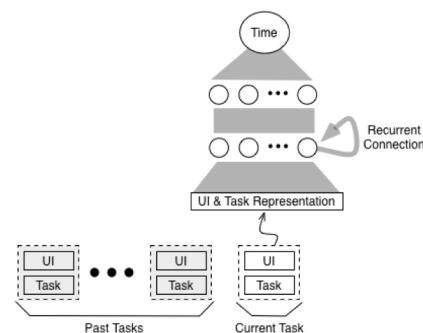 Time
Recurrent
Connection
UI & Task Representation
UI UI UI
Task Task Task
Past Tasks Current Task